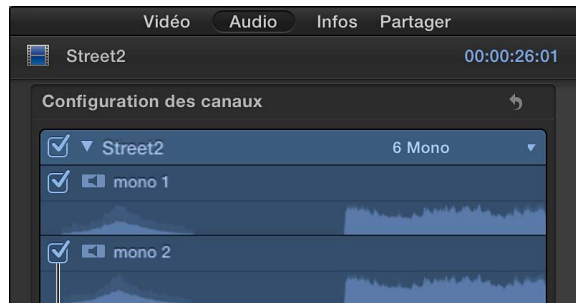 Vidéo Audio Infos Partager
Street2 00:00:26:01
Configuration des canaux
Street2 6 Mono
mono 1
mono 2